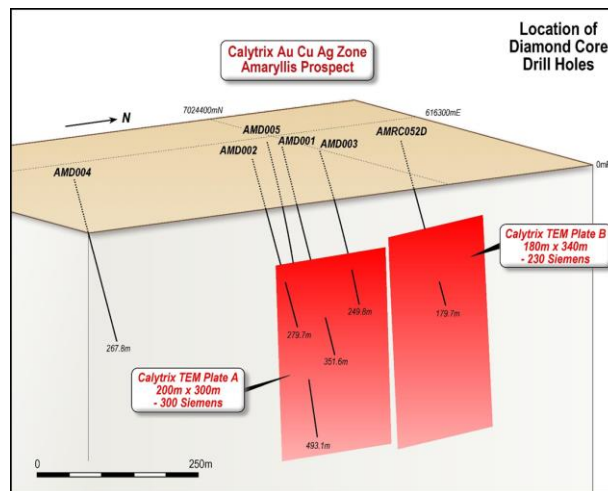 Calytrix Au Cu Ag Zone
Amaryllis Prospect
Location of
Diamond Core
Drill Holes
N
7024400mN
616300mE
AMD005
AMD001
AMD002
AMD003
AMRC052D
AMD004
Calytrix TEM Plate B
180m x 340m
- 230 Siemens
249.8m
179.7m
279.7m
351.6m
267.8m
Calytrix TEM Plate A
200m x 300m
- 300 Siemens
493.1m
0
250m